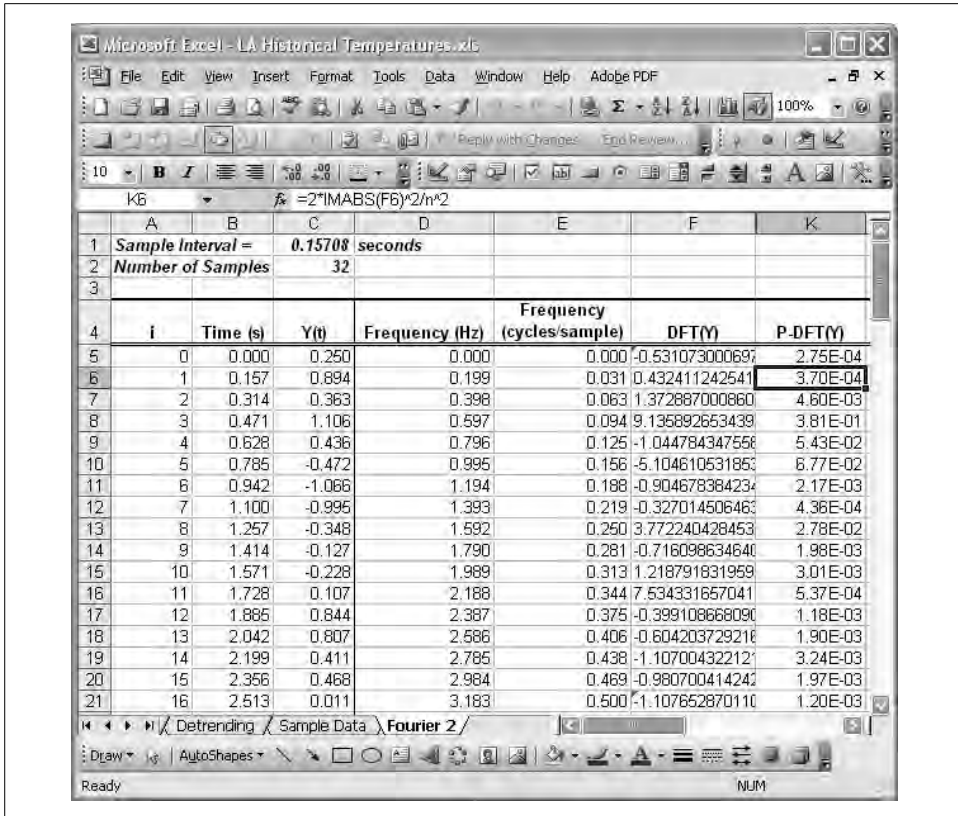 Microsoft Excel - LA Historical Temperatures.xls
File Edit View Insert Format Tools Data Window Help Adobe PDF
Σ 100%
Reply with Changes... End Review...
10 B I A
K6 fx =2*IMABS(F6)^2/n^2
A B C D E F K
1 Sample Interval = 0.15708 seconds
2 Number of Samples 32
3
4 i Time (s) Y(t) Frequency (Hz) Frequency (cycles/sample) DFT(Y) P-DFT(Y)
5 0 0.000 0.250 0.000 0.000 -0.531073000697 2.75E-04
6 1 0.157 0.894 0.199 0.031 0.432411242541 3.70E-04
7 2 0.314 0.363 0.398 0.063 1.372887000860 4.60E-03
8 3 0.471 1.106 0.597 0.094 9.135892653439 3.81E-01
9 4 0.628 0.436 0.796 0.125 -1.044784347558 5.43E-02
10 5 0.785 -0.472 0.995 0.156 -5.104610531853 6.77E-02
11 6 0.942 -1.066 1.194 0.188 -0.904678384234 2.17E-03
12 7 1.100 -0.995 1.393 0.219 -0.327014506463 4.36E-04
13 8 1.257 -0.348 1.592 0.250 3.772240428453 2.78E-02
14 9 1.414 -0.127 1.790 0.281 -0.716098634640 1.98E-03
15 10 1.571 -0.228 1.989 0.313 1.218791831959 3.01E-03
16 11 1.728 0.107 2.188 0.344 7.534331657041 5.37E-04
17 12 1.885 0.844 2.387 0.375 -0.399108668090 1.18E-03
18 13 2.042 0.807 2.586 0.406 -0.604203729216 1.90E-03
19 14 2.199 0.411 2.785 0.438 -1.107004322121 3.24E-03
20 15 2.356 0.468 2.984 0.469 -0.980700414242 1.97E-03
21 16 2.513 0.011 3.183 0.500 -1.107652870110 1.20E-03
Detrending Sample Data Fourier 2
Draw AutoShapes A
Ready NUM